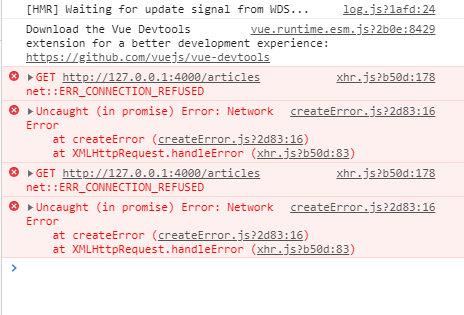 [HMR] Waiting for update signal from WDS... log.js?1afd:24
Download the Vue Devtools vue.runtime.esm.js?2b0e:8429
extension for a better development experience:
https://github.com/vuejs/vue-devtools
GET http://127.0.0.1:4000/articles xhr.js?b50d:178
net::ERR_CONNECTION_REFUSED
Uncaught (in promise) Error: Network createError.js?2d83:16
Error
at createError (createError.js?2d83:16)
at XMLHttpRequest.handleError (xhr.js?b50d:83)
GET http://127.0.0.1:4000/articles xhr.js?b50d:178
net::ERR_CONNECTION_REFUSED
Uncaught (in promise) Error: Network createError.js?2d83:16
Error
at createError (createError.js?2d83:16)
at XMLHttpRequest.handleError (xhr.js?b50d:83)